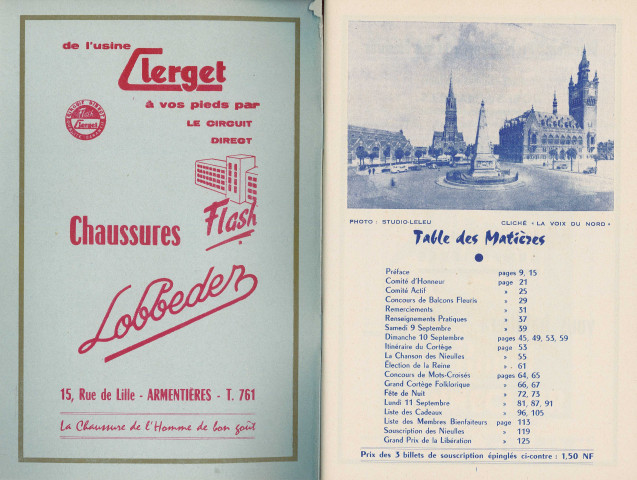 de l'usine
Clerget
à vos pieds par
LE CIRCUIT
DIRECT
Flash
Clerget
Chaussures
Flash
Lobbedez
15, Rue de Lille - ARMENTIÈRES - T. 761
La Chaussure de l'Homme de bon goût
PHOTO : STUDIO-LELEU CLICHÉ « LA VOIX DU NORD »
Table des Matières
Préface pages 9, 15
Comité d'Honneur page 21
Comité Actif » 25
Concours de Balcons Fleuris » 29
Remerciements » 31
Renseignements Pratiques » 37
Samedi 9 Septembre » 39
Dimanche 10 Septembre pages 45, 49, 53, 59
Itinéraire du Cortège page 53
La Chanson des Nieulles » 55
Élection de la Reine » 61
Concours de Mots-Croisés pages 64, 65
Grand Cortège Folklorique » 66, 67
Fête de Nuit » 72, 73
Lundi 11 Septembre » 81, 87, 91
Liste des Cadeaux » 96, 105
Liste des Membres Bienfaiteurs page 113
Souscription des Nieulles » 119
Grand Prix de la Libération » 125
Prix des 3 billets de souscription épinglés ci-contre : 1,50 NF